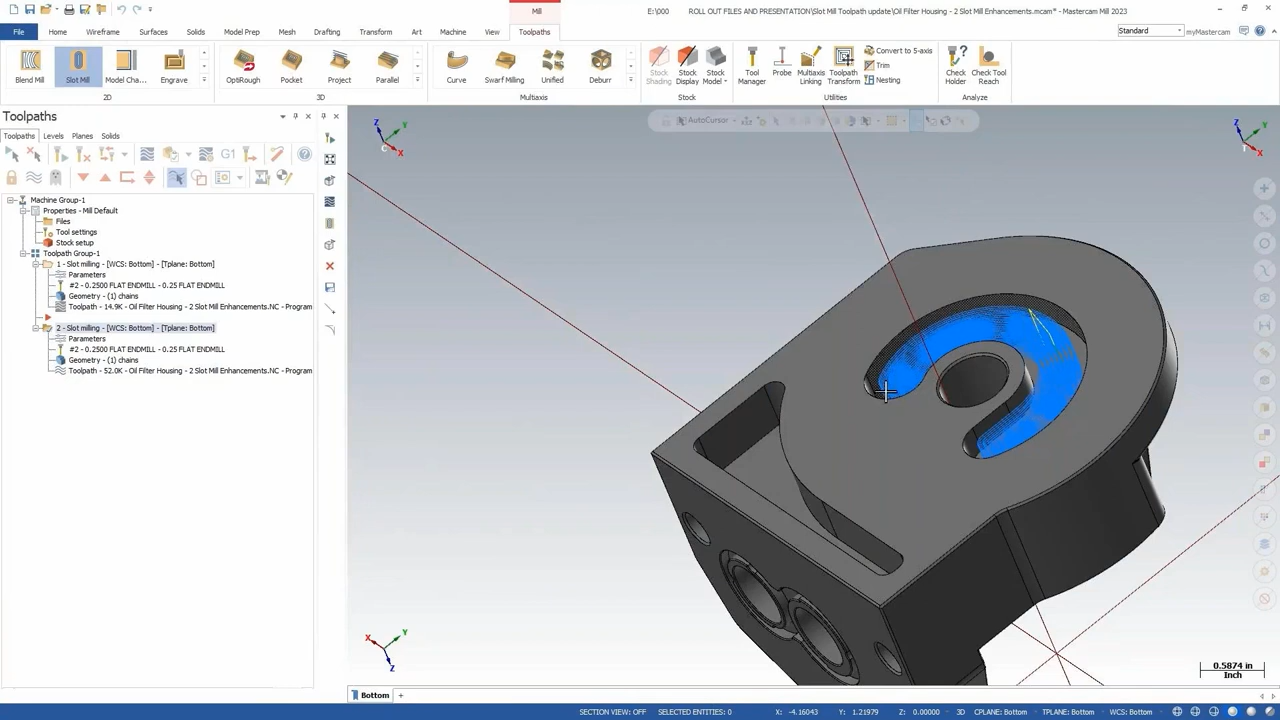 Mill
E:\000
ROLL OUT FILES AND PRESENTATION\Slot Mill Toolpath update\Oil Filter Housing - 2 Slot Mill Enhancements.mcam* - Mastercam Mill 2023
File
Home
Wireframe
Surfaces
Solids
Model Prep
Mesh
Drafting
Transform
Art
Machine
View
Toolpaths
Standard
myMastercam
Blend Mill
Slot Mill
Model Cha...
Engrave
OptiRough
Pocket
Project
Parallel
Curve
Swarf Milling
Unified
Deburr
Stock Shading
Stock Display
Stock Model
Tool Manager
Probe
Multiaxis Linking
Toolpath Transform
Convert to 5-axis
Trim
Nesting
Check Holder
Check Tool Reach
2D
3D
Multiaxis
Stock
Utilities
Analyze
Toolpaths
Toolpaths
Levels
Planes
Solids
G1
AutoCursor
Machine Group-1
Properties - Mill Default
Files
Tool settings
Stock setup
Toolpath Group-1
1 - Slot milling - [WCS: Bottom] - [Tplane: Bottom]
Parameters
#2 - 0.2500 FLAT ENDMILL - 0.25 FLAT ENDMILL
Geometry - (1) chains
Toolpath - 14.9K - Oil Filter Housing - 2 Slot Mill Enhancements.NC - Program
2 - Slot milling - [WCS: Bottom] - [Tplane: Bottom]
Parameters
#2 - 0.2500 FLAT ENDMILL - 0.25 FLAT ENDMILL
Geometry - (1) chains
Toolpath - 52.0K - Oil Filter Housing - 2 Slot Mill Enhancements.NC - Program
Z
Y
C
X
Z
Y
T
X
X
Y
Z
0.5874 in
Inch
Bottom
SECTION VIEW: OFF
SELECTED ENTITIES: 0
X: -4.16043
Y: 1.21979
Z: 0.00000
3D
CPLANE: Bottom
TPLANE: Bottom
WCS: Bottom